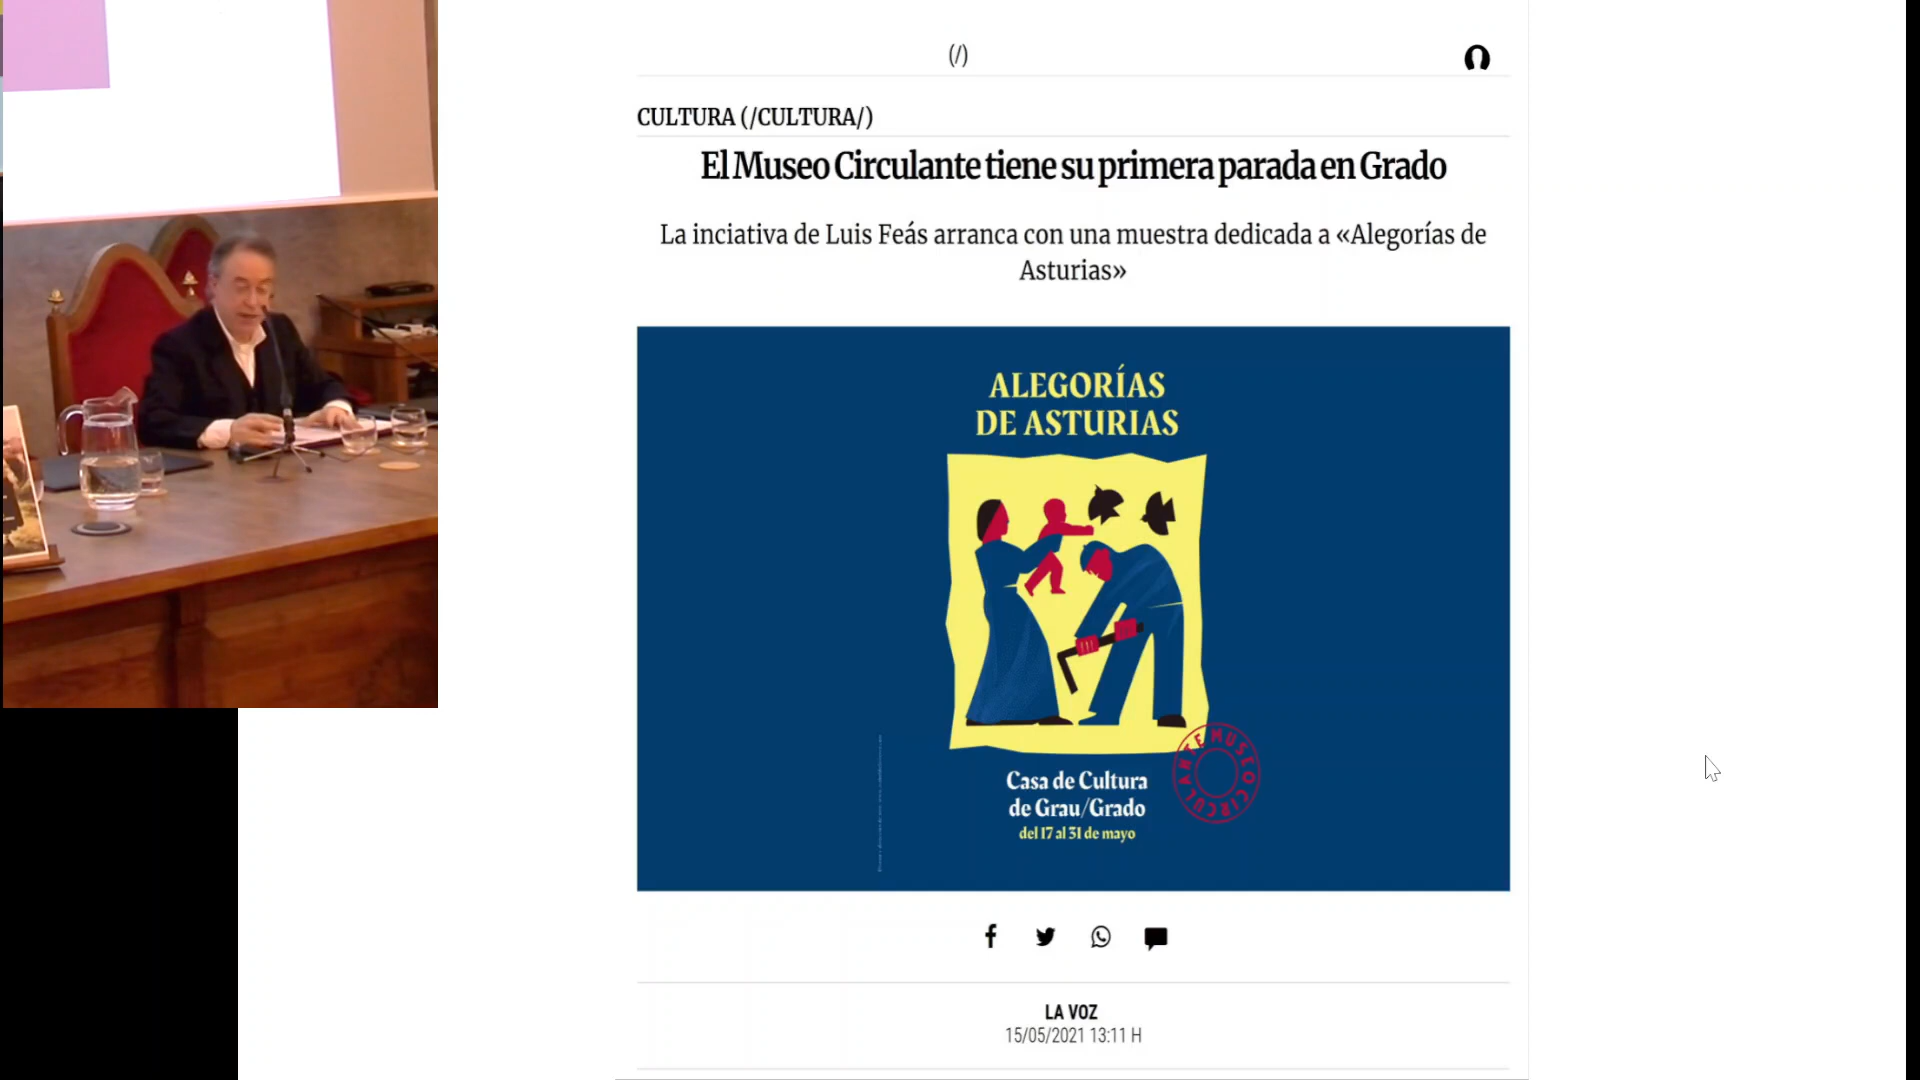 (/)
CULTURA (/CULTURA/)
El Museo Circulante tiene su primera parada en Grado
La inciativa de Luis Feás arranca con una muestra dedicada a «Alegorías de
Asturias»
ALEGORÍAS
DE ASTURIAS
MUSEO CIRCULANTE
Casa de Cultura
de Grau/Grado
del 17 al 31 de mayo
LA VOZ
15/05/2021 13:11 H